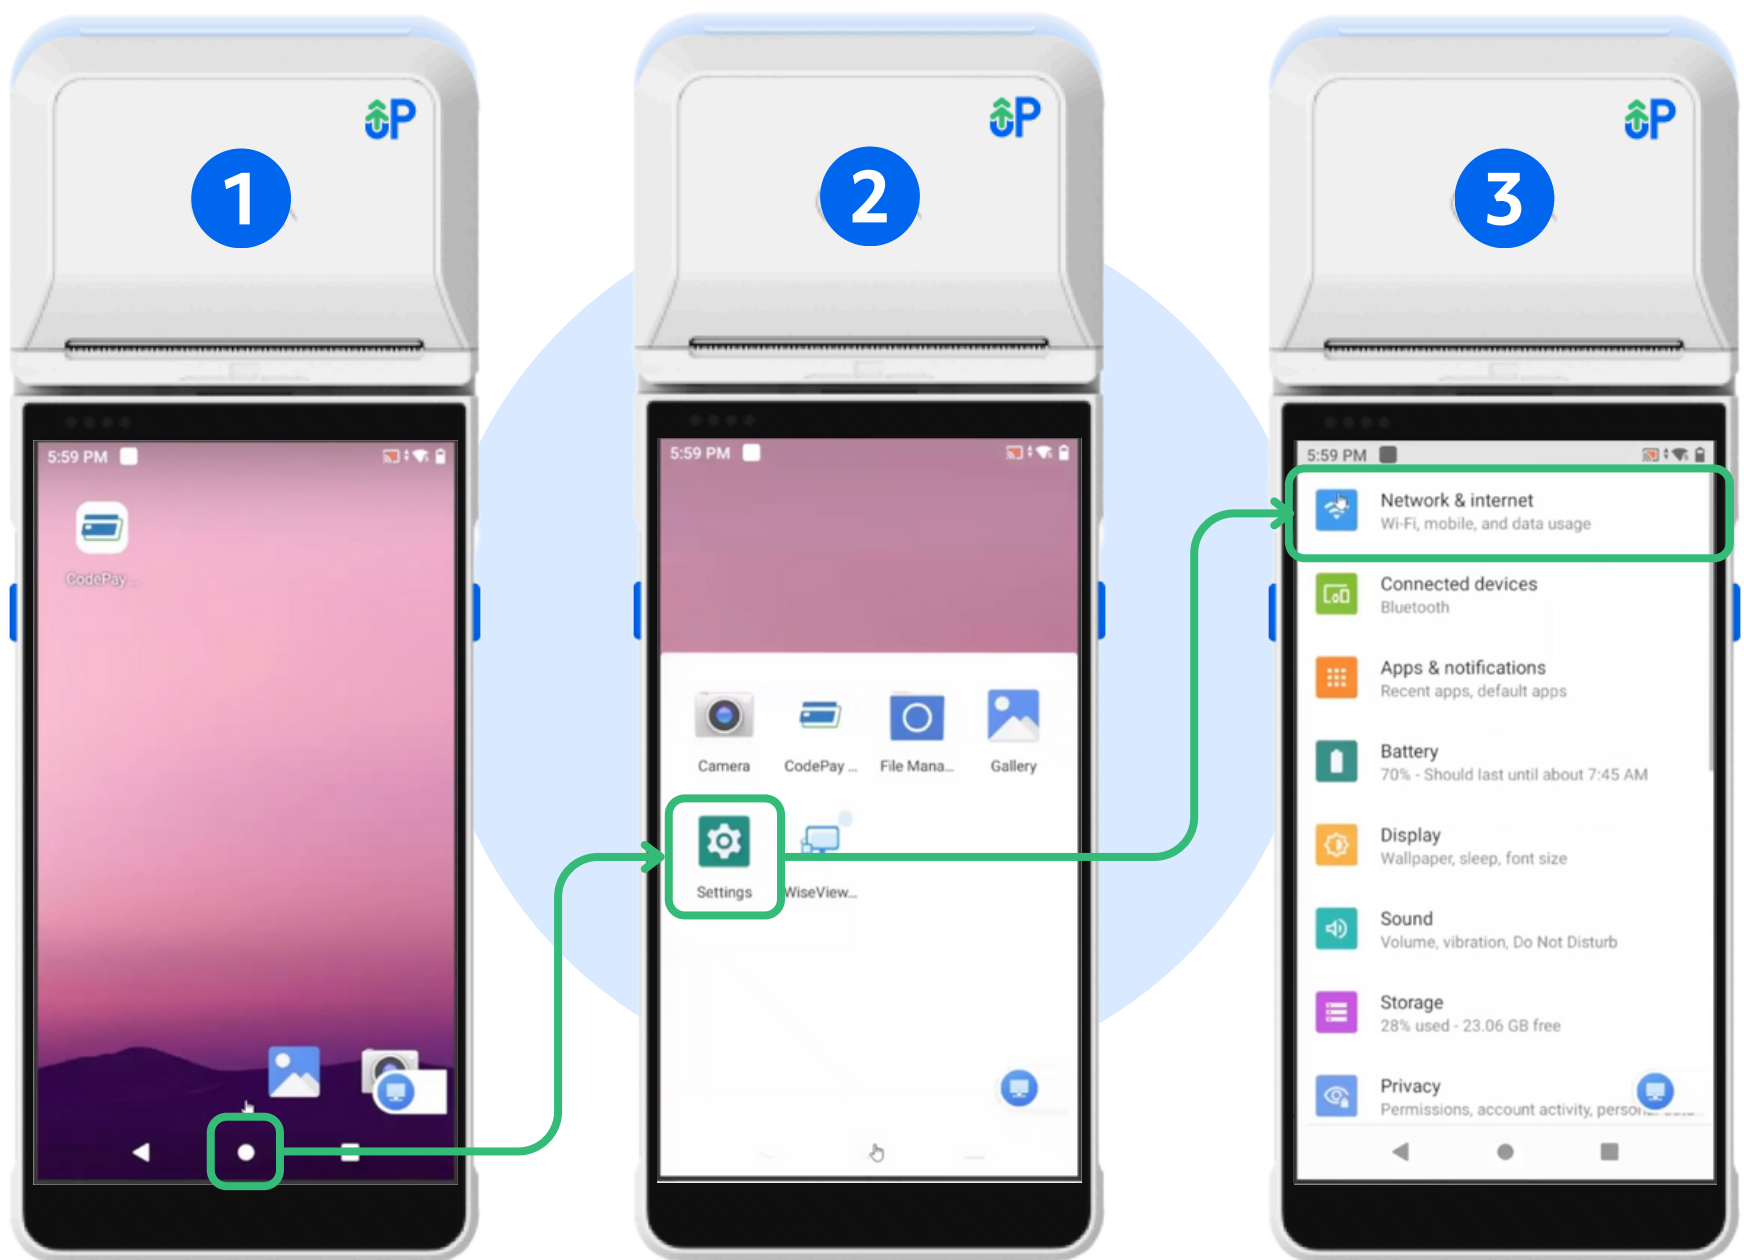 P
1
5:59 PM
CodePay ...
P
2
5:59 PM
Camera
CodePay ...
File Mana...
Gallery
Settings
WiseView...
P
3
5:59 PM
Network & internet
Wi-Fi, mobile, and data usage
Connected devices
Bluetooth
Apps & notifications
Recent apps, default apps
Battery
70% - Should last until about 7:45 AM
Display
Wallpaper, sleep, font size
Sound
Volume, vibration, Do Not Disturb
Storage
28% used - 23.06 GB free
Privacy
Permissions, account activity, personal data